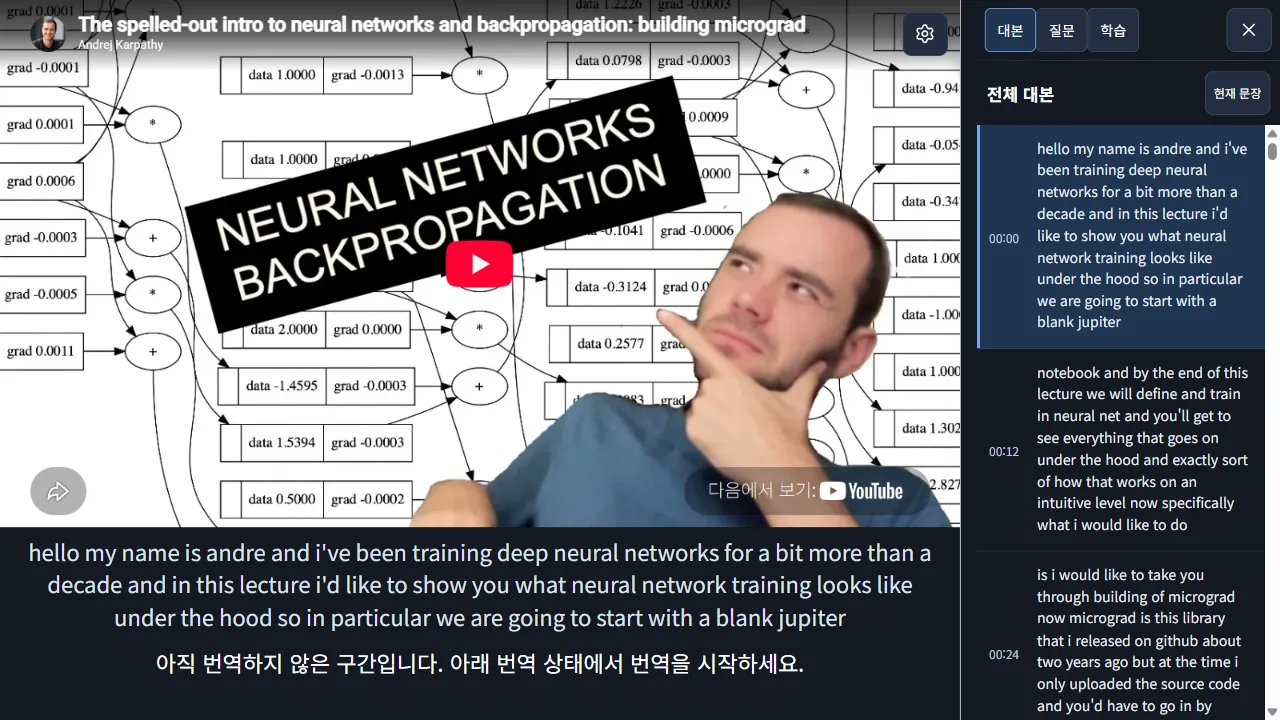 The spelled-out intro to neural networks and backpropagation: building micrograd
Andrej Karpathy
grad 0.0001
grad -0.0001
grad 0.0001
grad 0.0006
grad -0.0003
grad -0.0005
grad 0.0011
*
+
*
+
data 1.0000 grad -0.0013
data 1.0000
data 2.0000 grad 0.0000
data -1.4595 grad -0.0003
data 1.5394 grad -0.0003
data 0.5000 grad -0.0002
*
*
+
data 0.0798 grad -0.0003
0.0009
0.0000
-0.1041 grad -0.0006
data -0.3124
data 0.2577
+
*
NEURAL NETWORKS
BACKPROPAGATION
다음에서 보기: YouTube
hello my name is andre and i've been training deep neural networks for a bit more than a
decade and in this lecture i'd like to show you what neural network training looks like
under the hood so in particular we are going to start with a blank jupiter
아직 번역하지 않은 구간입니다. 아래 번역 상태에서 번역을 시작하세요.
대본 질문 학습
전체 대본 현재 문장
00:00
hello my name is andre and i've
been training deep neural
networks for a bit more than a
decade and in this lecture i'd
like to show you what neural
network training looks like
under the hood so in particular
we are going to start with a
blank jupiter
00:12
notebook and by the end of this
lecture we will define and train
in neural net and you'll get to
see everything that goes on
under the hood and exactly sort
of how that works on an
intuitive level now specifically
what i would like to do
00:24
is i would like to take you
through building of micrograd
now micrograd is this library
that i released on github about
two years ago but at the time i
only uploaded the source code
and you'd have to go in by